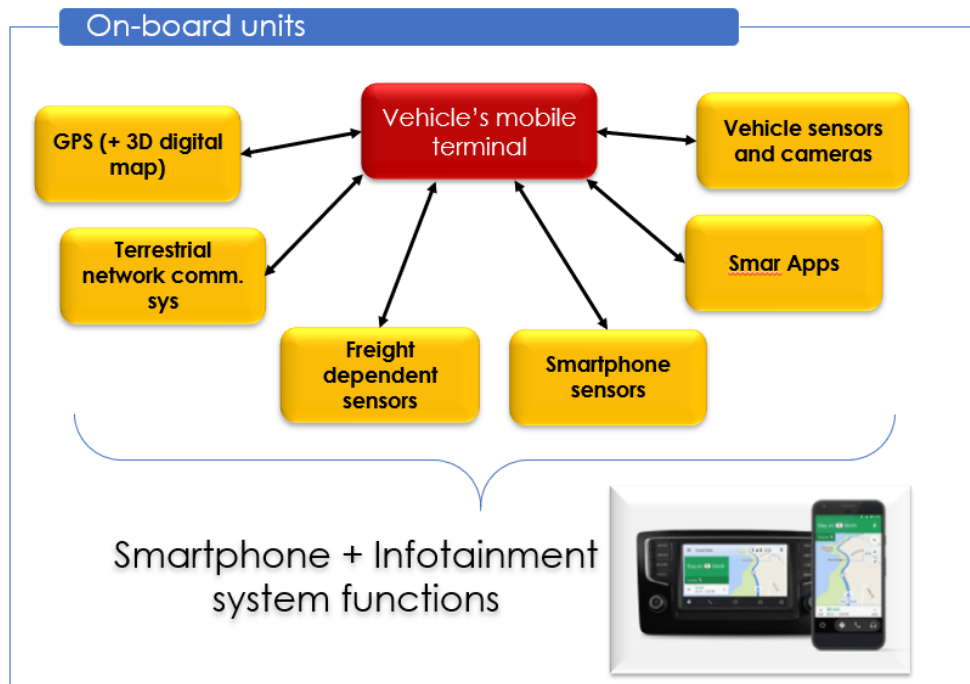 On-board units
Vehicle's mobile
terminal
GPS (+ 3D digital
map)
Vehicle sensors
and cameras
Terrestrial
network comm.
sys
Smar Apps
Freight
dependent
sensors
Smartphone
sensors
Smartphone + Infotainment
system functions